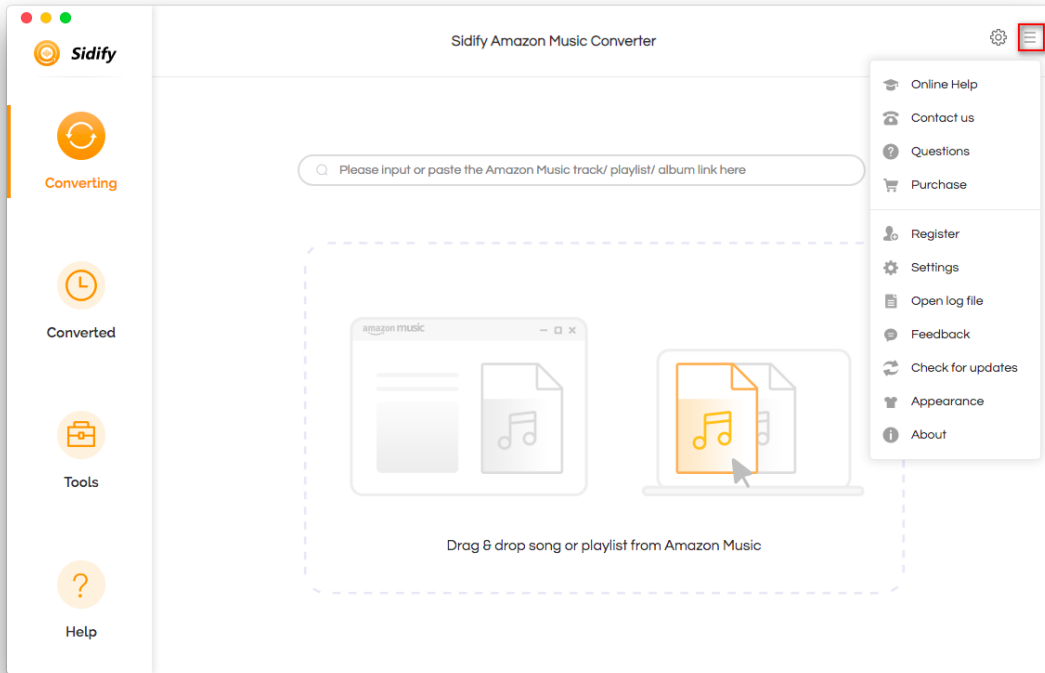 Sidify
Sidify Amazon Music Converter
Converting
Converted
Tools
Help
Please input or paste the Amazon Music track/ playlist/ album link here
amazon music
Drag & drop song or playlist from Amazon Music
Online Help
Contact us
Questions
Purchase
Register
Settings
Open log file
Feedback
Check for updates
Appearance
About